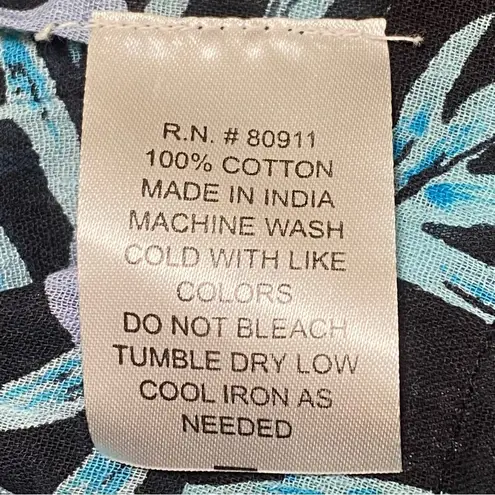 R.N. # 80911
100% COTTON
MADE IN INDIA
MACHINE WASH
COLD WITH LIKE
COLORS
DO NOT BLEACH
TUMBLE DRY LOW
COOL IRON AS
NEEDED